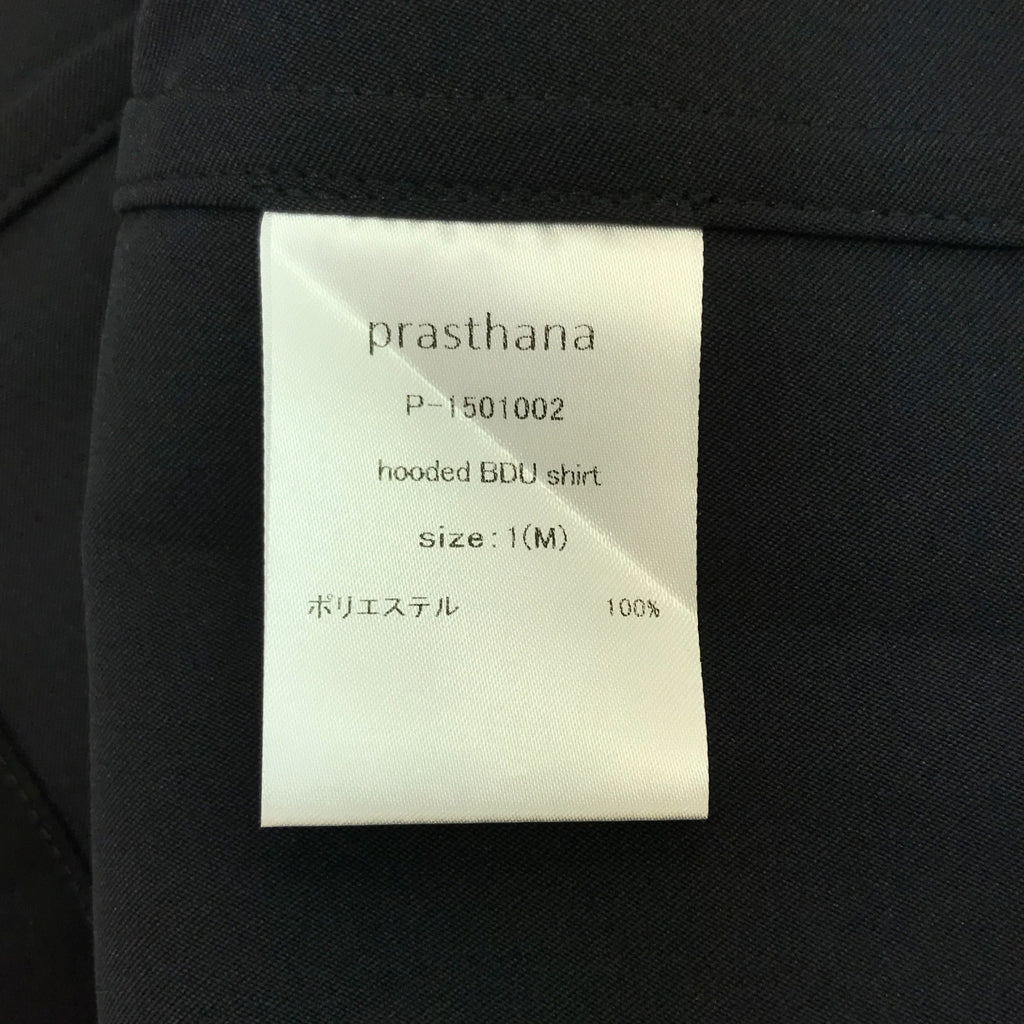 prasthana
P-1501002
hooded BDU shirt
size:1(M)
ポリエステル 100%